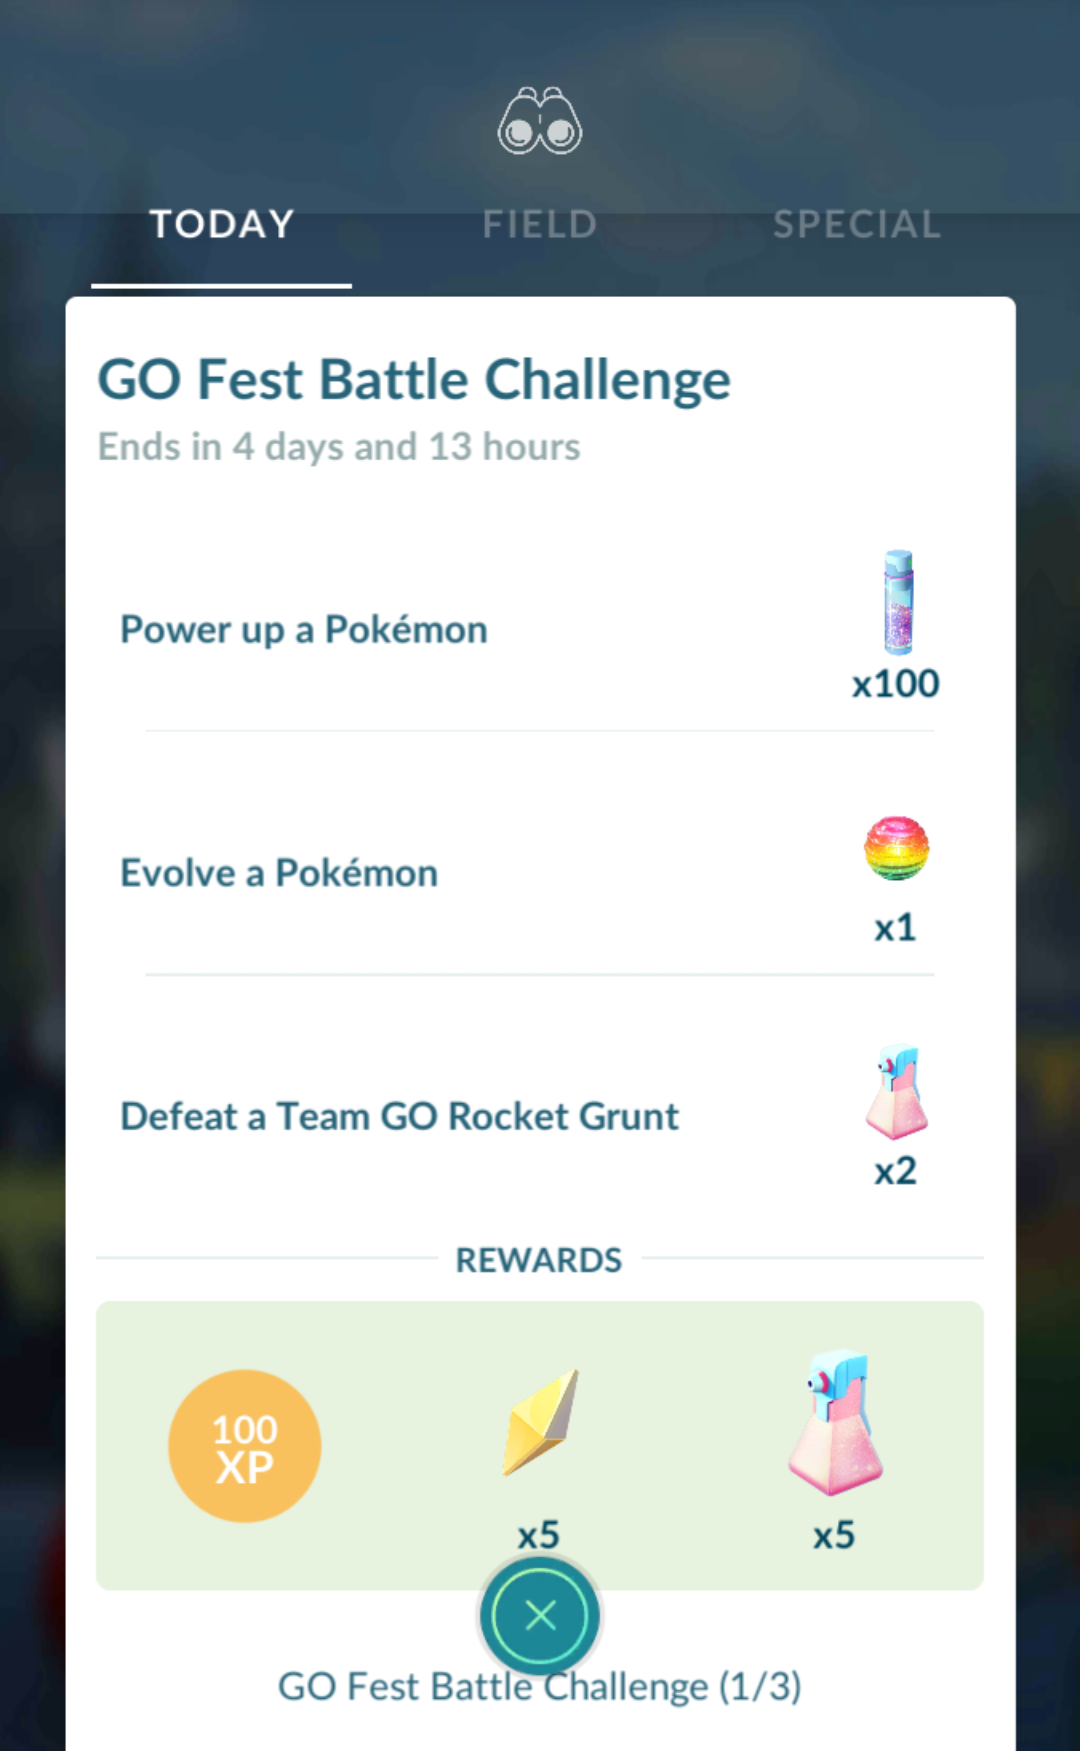 TODAY
FIELD
SPECIAL
GO Fest Battle Challenge
Ends in 4 days and 13 hours
Power up a Pokémon
x100
Evolve a Pokémon
x1
Defeat a Team GO Rocket Grunt
x2
REWARDS
100
XP
x5
x5
GO Fest Battle Challenge (1/3)